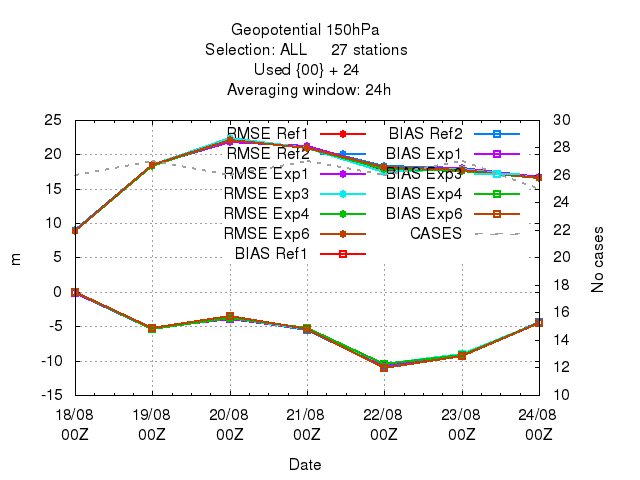 Geopotential 150hPa
Selection: ALL 27 stations
Used {00} + 24
Averaging window: 24h
25 30
RMSE Ref1 BIAS Ref2
28
20 RMSE Ref2 BIAS Exp1
26
15 RMSE Exp1 BIAS Exp3
RMSE Exp3 BIAS Exp4
24
10 RMSE Exp4 BIAS Exp6
22
5 RMSE Exp6 CASES
BIAS Ref1
20
m No cases
0 18
16
-5
14
-10
12
-15 10
18/08 19/08 20/08 21/08 22/08 23/08 24/08
00Z 00Z 00Z 00Z 00Z 00Z 00Z
Date